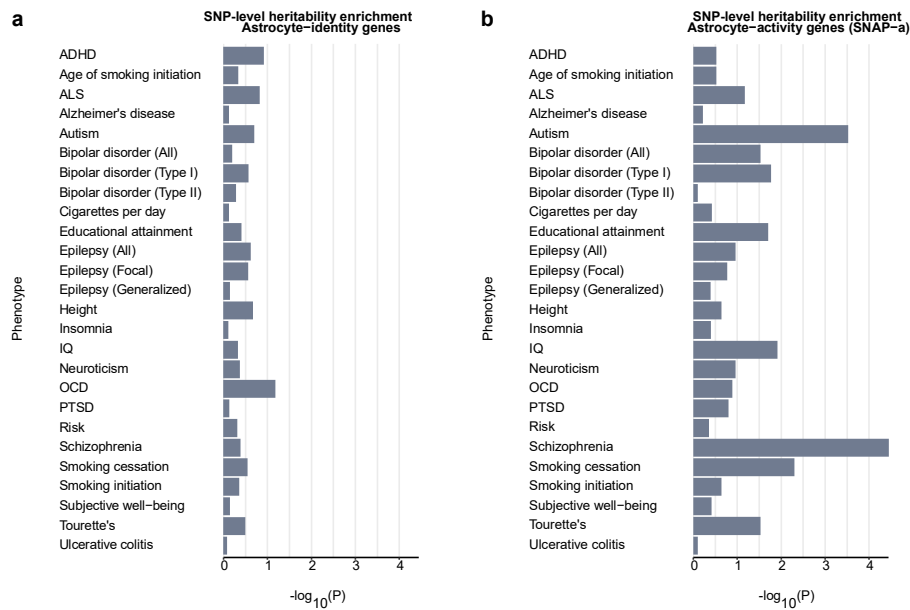 a
SNP-level heritability enrichment
Astrocyte−identity genes
Phenotype
ADHD
Age of smoking initiation
ALS
Alzheimer's disease
Autism
Bipolar disorder (All)
Bipolar disorder (Type I)
Bipolar disorder (Type II)
Cigarettes per day
Educational attainment
Epilepsy (All)
Epilepsy (Focal)
Epilepsy (Generalized)
Height
Insomnia
IQ
Neuroticism
OCD
PTSD
Risk
Schizophrenia
Smoking cessation
Smoking initiation
Subjective well−being
Tourette's
Ulcerative colitis
0 1 2 3 4
-log10(P)
b
SNP-level heritability enrichment
Astrocyte−activity genes (SNAP−a)
Phenotype
ADHD
Age of smoking initiation
ALS
Alzheimer's disease
Autism
Bipolar disorder (All)
Bipolar disorder (Type I)
Bipolar disorder (Type II)
Cigarettes per day
Educational attainment
Epilepsy (All)
Epilepsy (Focal)
Epilepsy (Generalized)
Height
Insomnia
IQ
Neuroticism
OCD
PTSD
Risk
Schizophrenia
Smoking cessation
Smoking initiation
Subjective well−being
Tourette's
Ulcerative colitis
0 1 2 3 4
-log10(P)